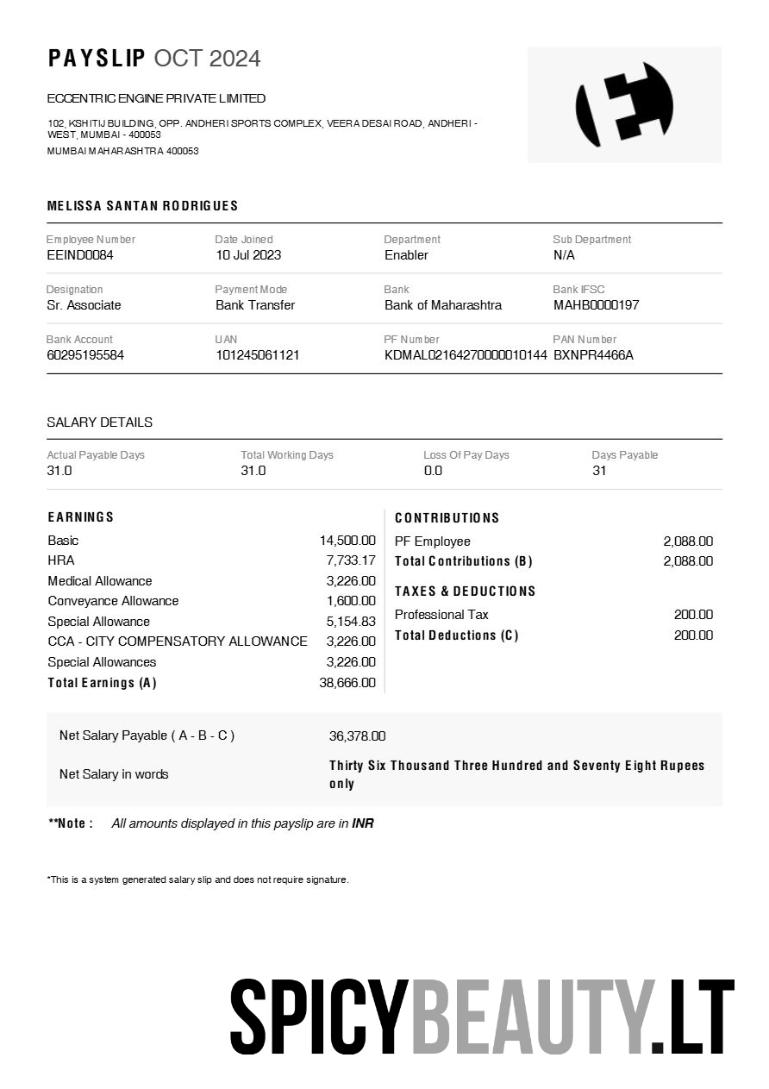 PAYSLIP OCT 2024
ECCENTRIC ENGINE PRIVATE LIMITED
102, KSHITIJ BUILDING, OPP. ANDHERI SPORTS COMPLEX, VEERA DESAI ROAD, ANDHERI -
WEST, MUMBAI - 400053
MUMBAI MAHARASHTRA 400053
MELISSA SANTAN RODRIGUES
Employee Number Date Joined Department Sub Department
EEIND0084 10 Jul 2023 Enabler N/A
Designation Payment Mode Bank Bank IFSC
Sr. Associate Bank Transfer Bank of Maharashtra MAHB0000197
Bank Account UAN PF Number PAN Number
60295195584 101245061121 KDMAL02164270000010144 BXNPR4466A
SALARY DETAILS
Actual Payable Days Total Working Days Loss Of Pay Days Days Payable
31.0 31.0 0.0 31
EARNINGS
Basic 14,500.00
HRA 7,733.17
Medical Allowance 3,226.00
Conveyance Allowance 1,600.00
Special Allowance 5,154.83
CCA - CITY COMPENSATORY ALLOWANCE 3,226.00
Special Allowances 3,226.00
Total Earnings (A) 38,666.00
CONTRIBUTIONS
PF Employee 2,088.00
Total Contributions (B) 2,088.00
TAXES & DEDUCTIONS
Professional Tax 200.00
Total Deductions (C) 200.00
Net Salary Payable ( A - B - C ) 36,378.00
Net Salary in words Thirty Six Thousand Three Hundred and Seventy Eight Rupees
only
**Note : All amounts displayed in this payslip are in INR
*This is a system generated salary slip and does not require signature.
SPICYBEAUTY.LT